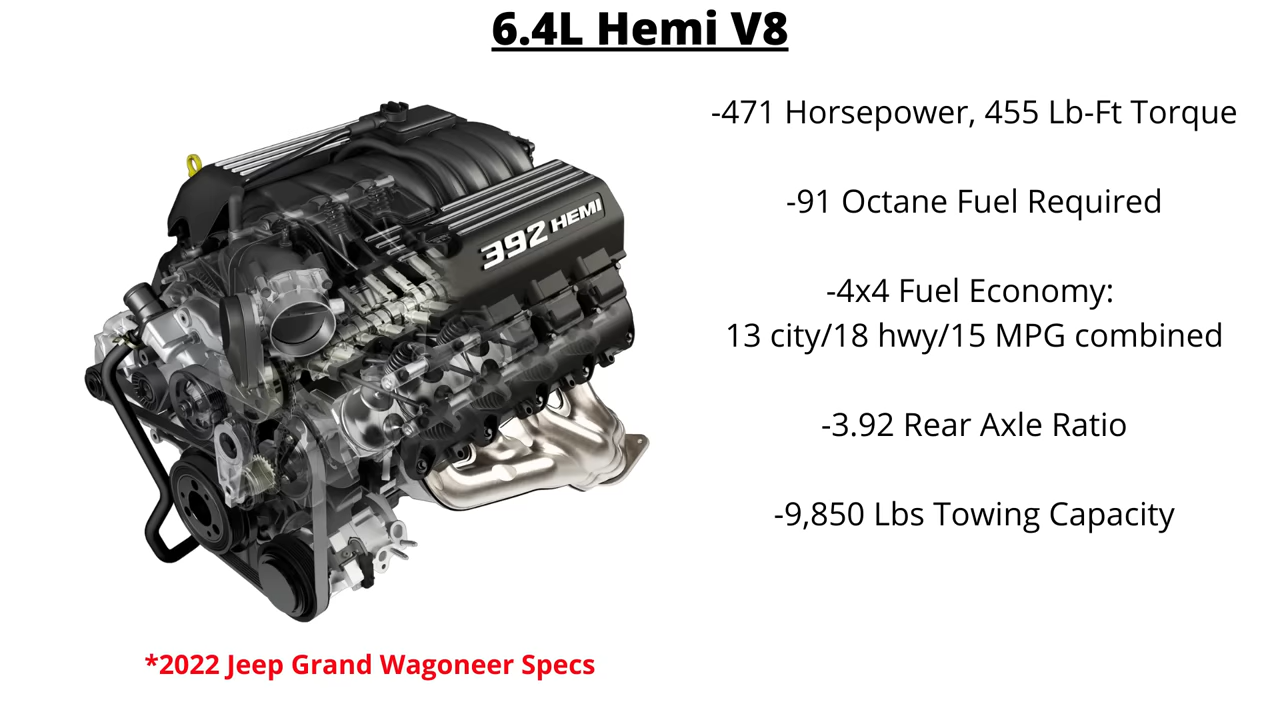 6.4L Hemi V8
-471 Horsepower, 455 Lb-Ft Torque
-91 Octane Fuel Required
-4x4 Fuel Economy:
13 city/18 hwy/15 MPG combined
-3.92 Rear Axle Ratio
-9,850 Lbs Towing Capacity
392 HEMI
*2022 Jeep Grand Wagoneer Specs